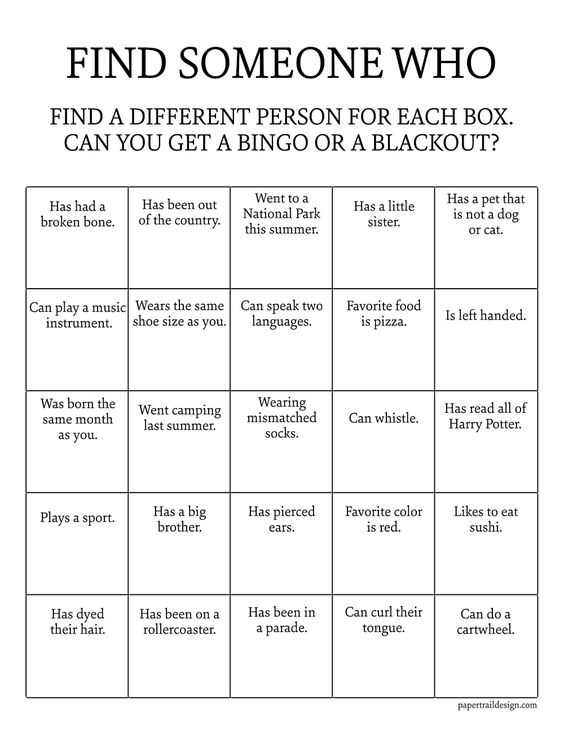 FIND SOMEONE WHO
FIND A DIFFERENT PERSON FOR EACH BOX.
CAN YOU GET A BINGO OR A BLACKOUT?
Has had a
broken bone.
Has been out
of the country.
Went to a
National Park
this summer.
Has a little
sister.
Has a pet that
is not a dog
or cat.
Can play a music
instrument.
Wears the same
shoe size as you.
Can speak two
languages.
Favorite food
is pizza.
Is left handed.
Was born the
same month
as you.
Went camping
last summer.
Wearing
mismatched
socks.
Can whistle.
Has read all of
Harry Potter.
Plays a sport.
Has a big
brother.
Has pierced
ears.
Favorite color
is red.
Likes to eat
sushi.
Has dyed
their hair.
Has been on a
rollercoaster.
Has been in
a parade.
Can curl their
tongue.
Can do a
cartwheel.
papertraildesign.com